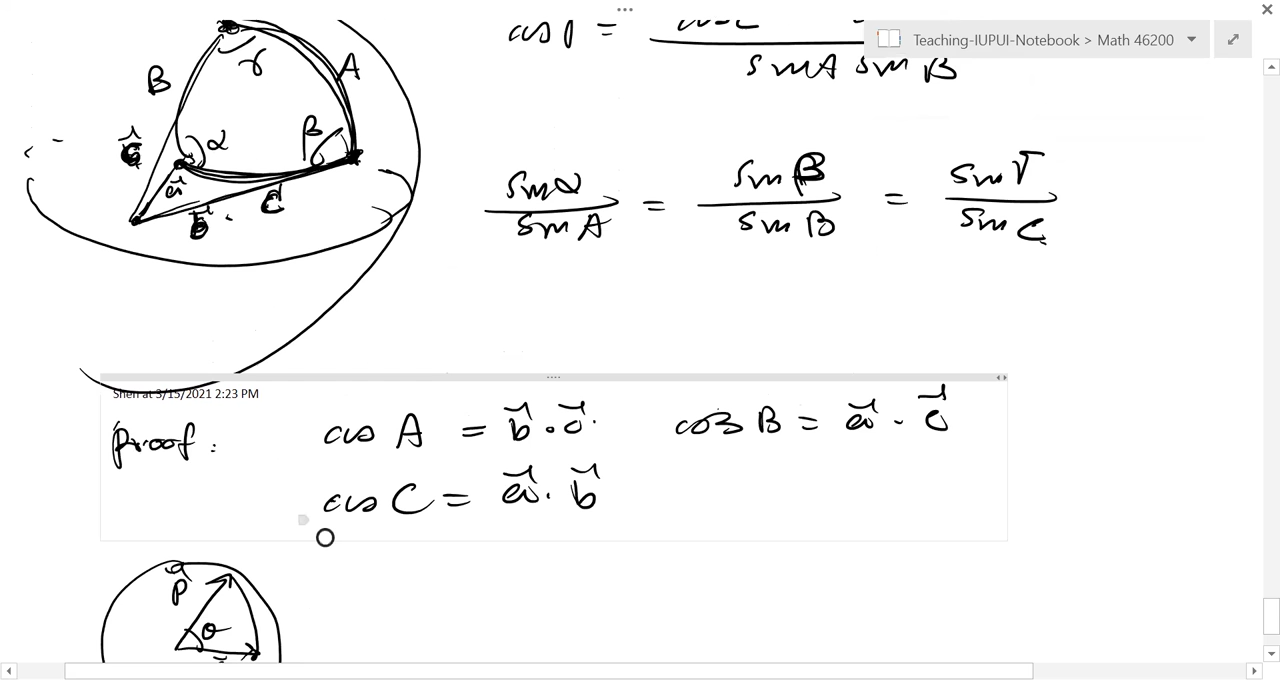 Teaching-IUPUI-Notebook > Math 46200
cos Γ =
sin A sin B
γ
A
B
α
β
c⃗
a⃗
C
b⃗
sin α / sin A = sin β / sin B = sin Γ / sin C
Shen at 3/15/2021 2:23 PM
Proof: cos A = b⃗ · c⃗. cos B = a⃗ · c⃗
cos C = a⃗ · b⃗
P
θ